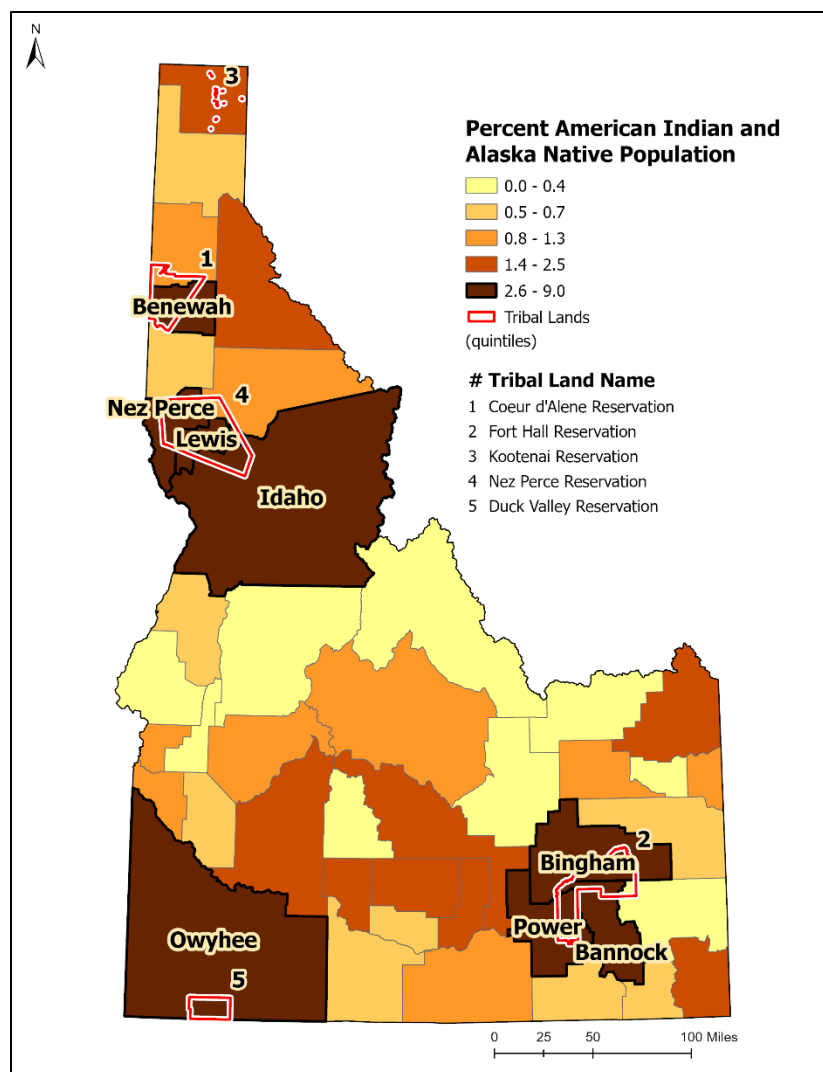 N
3
Percent American Indian and
Alaska Native Population
0.0 - 0.4
0.5 - 0.7
0.8 - 1.3
1.4 - 2.5
2.6 - 9.0
Tribal Lands
(quintiles)
# Tribal Land Name
1 Coeur d'Alene Reservation
2 Fort Hall Reservation
3 Kootenai Reservation
4 Nez Perce Reservation
5 Duck Valley Reservation
1
Benewah
4
Nez Perce
Lewis
Idaho
2
Bingham
Power
Bannock
Owyhee
5
0 25 50 100 Miles